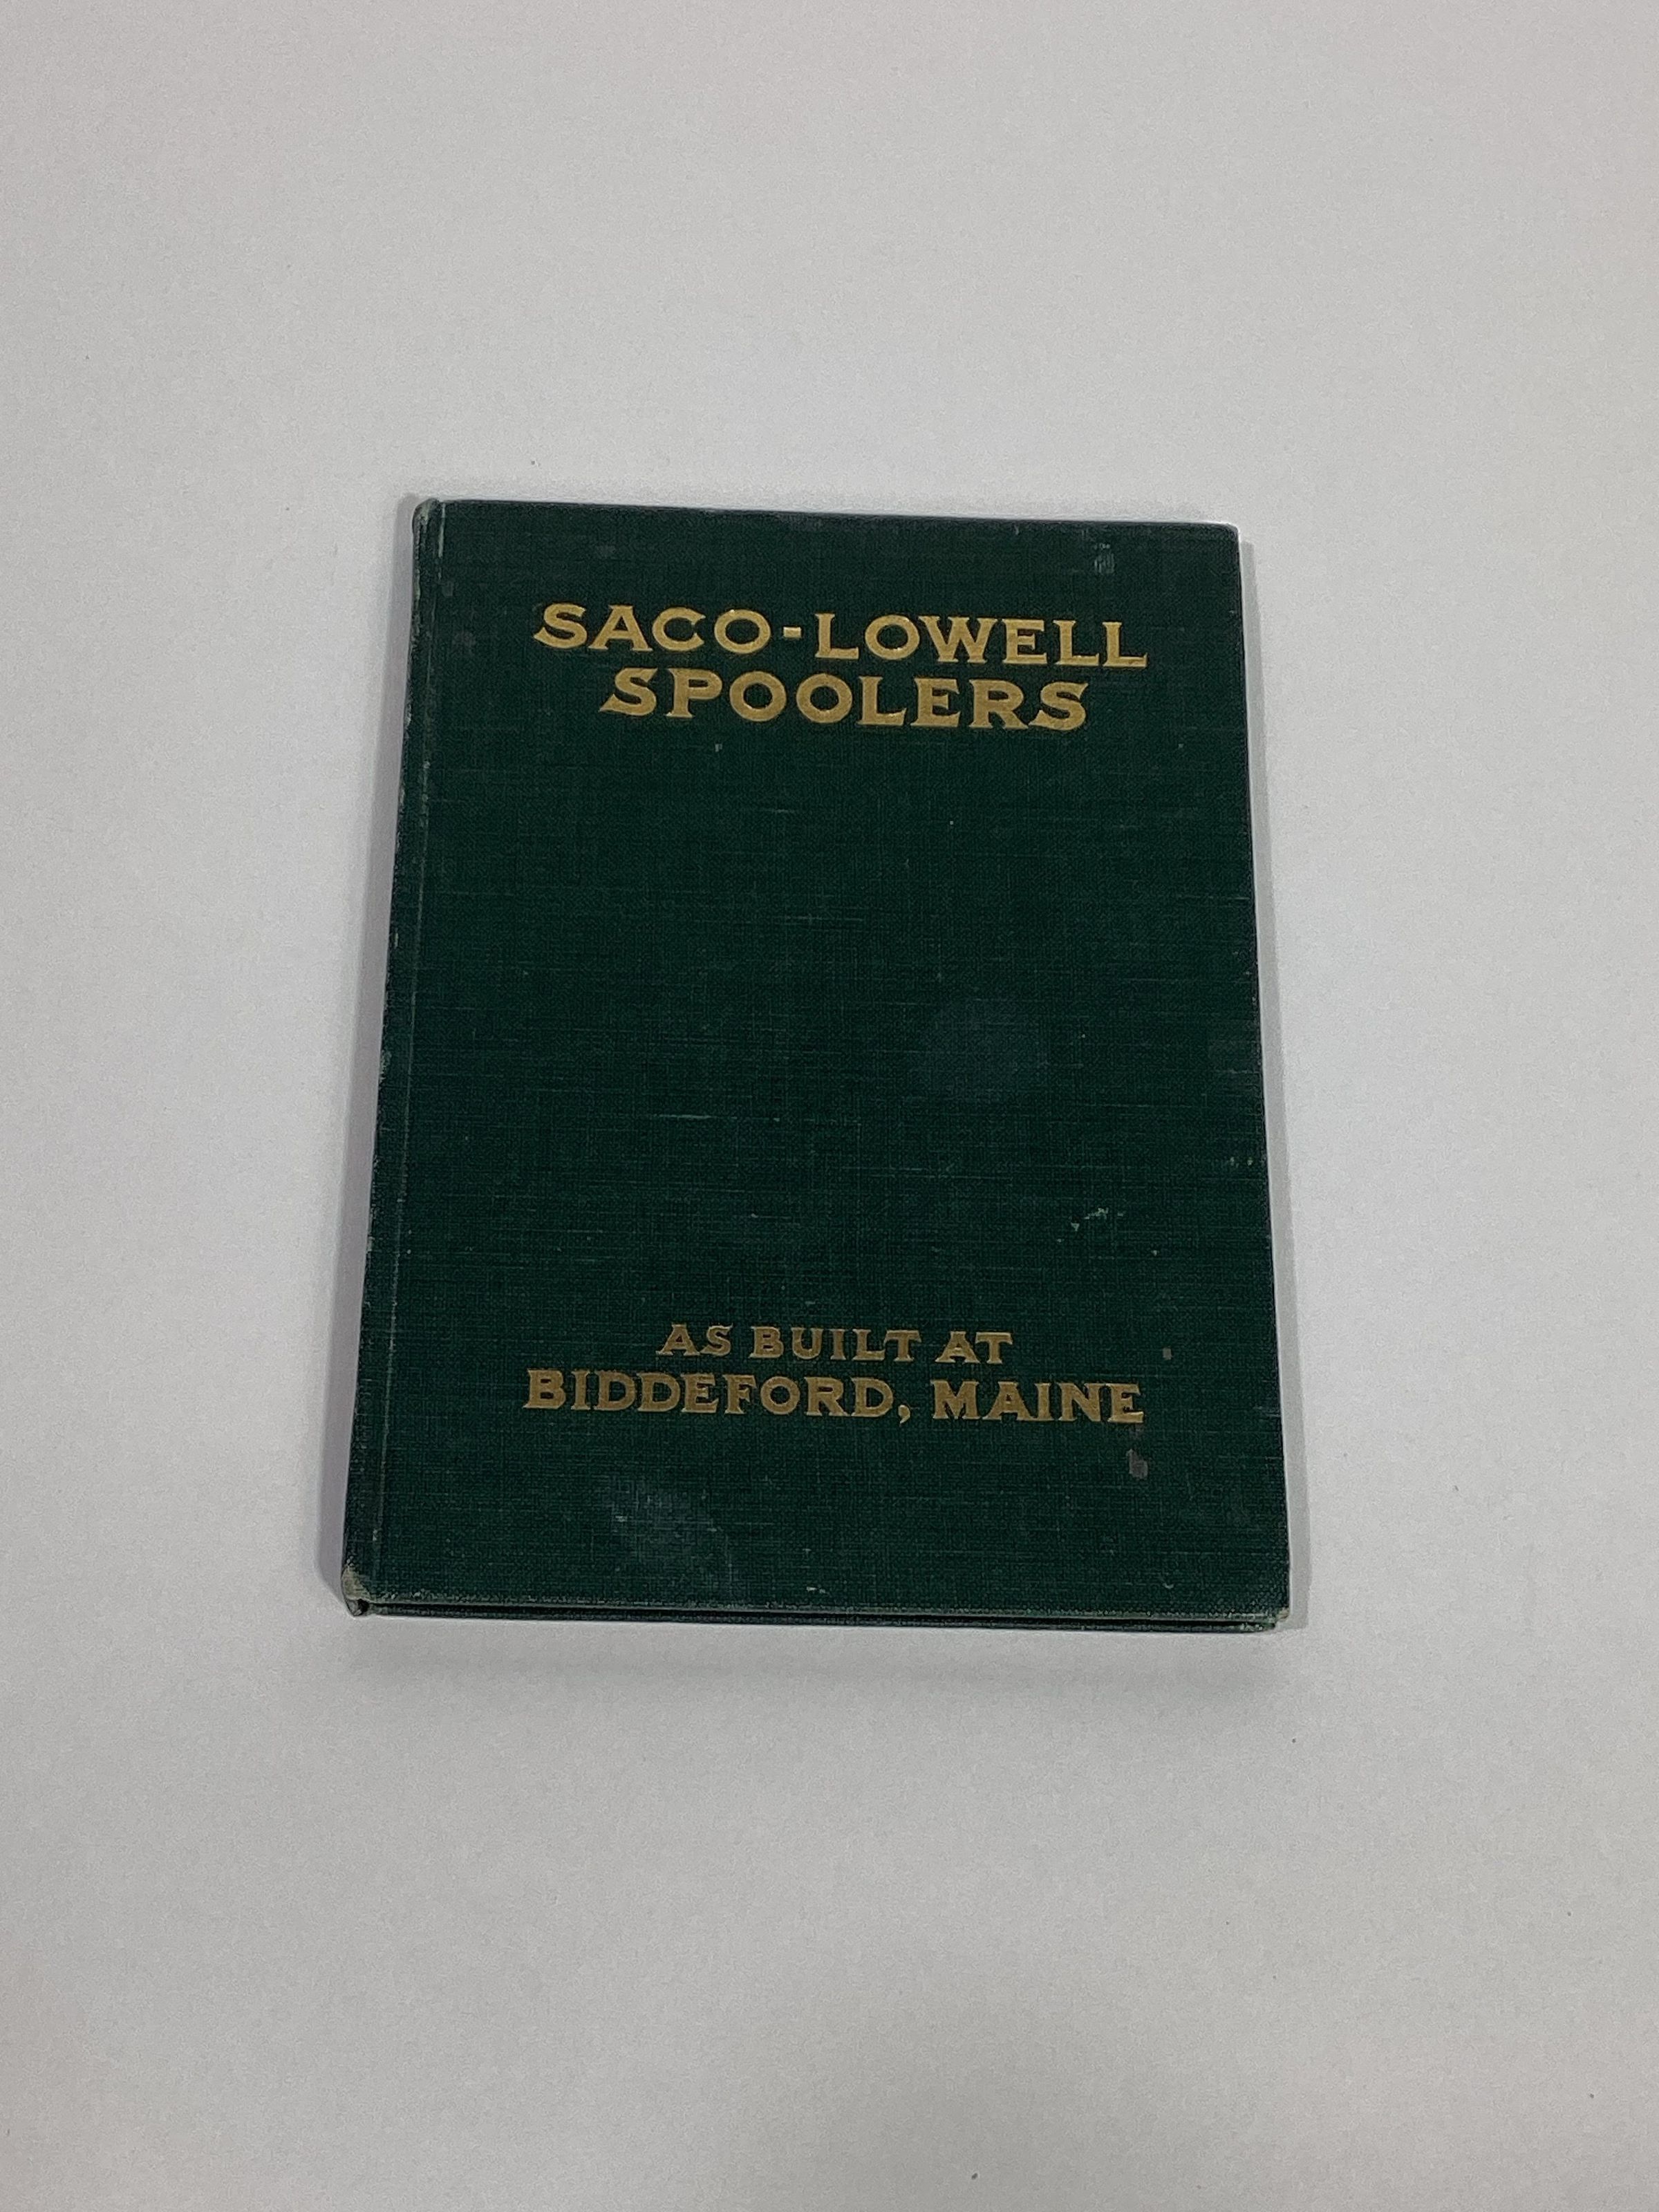 SACO-LOWELL
SPOOLERS
AS BUILT AT
BIDDEFORD, MAINE